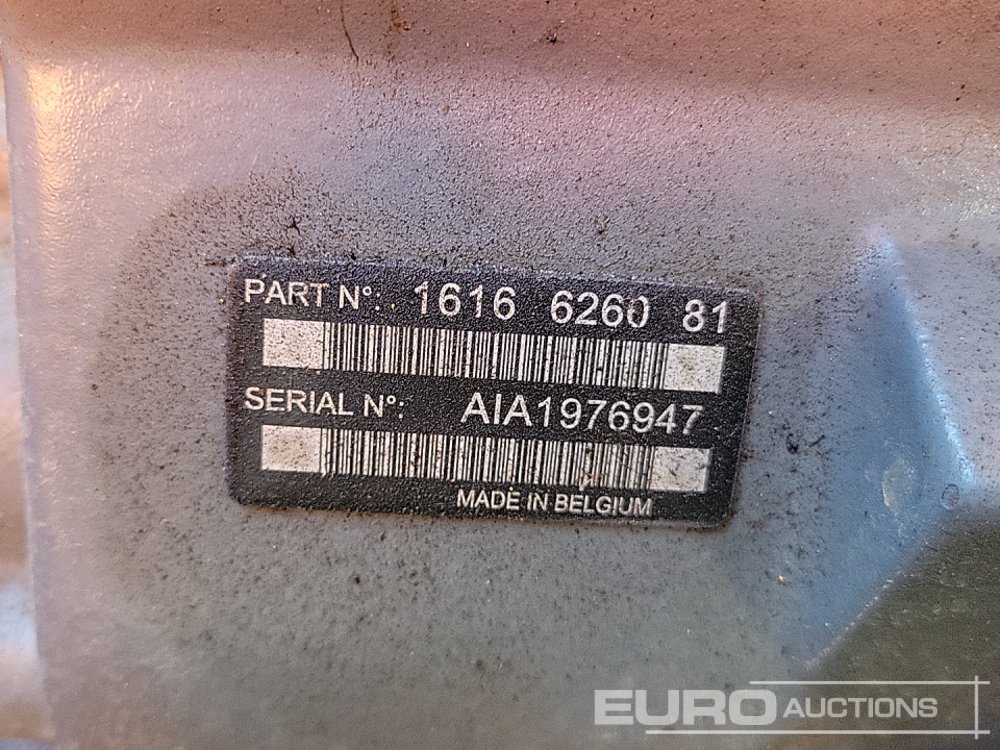 PART N°: 1616 6260 81
SERIAL N°: AIA1976947
MADE IN BELGIUM
EURO AUCTIONS